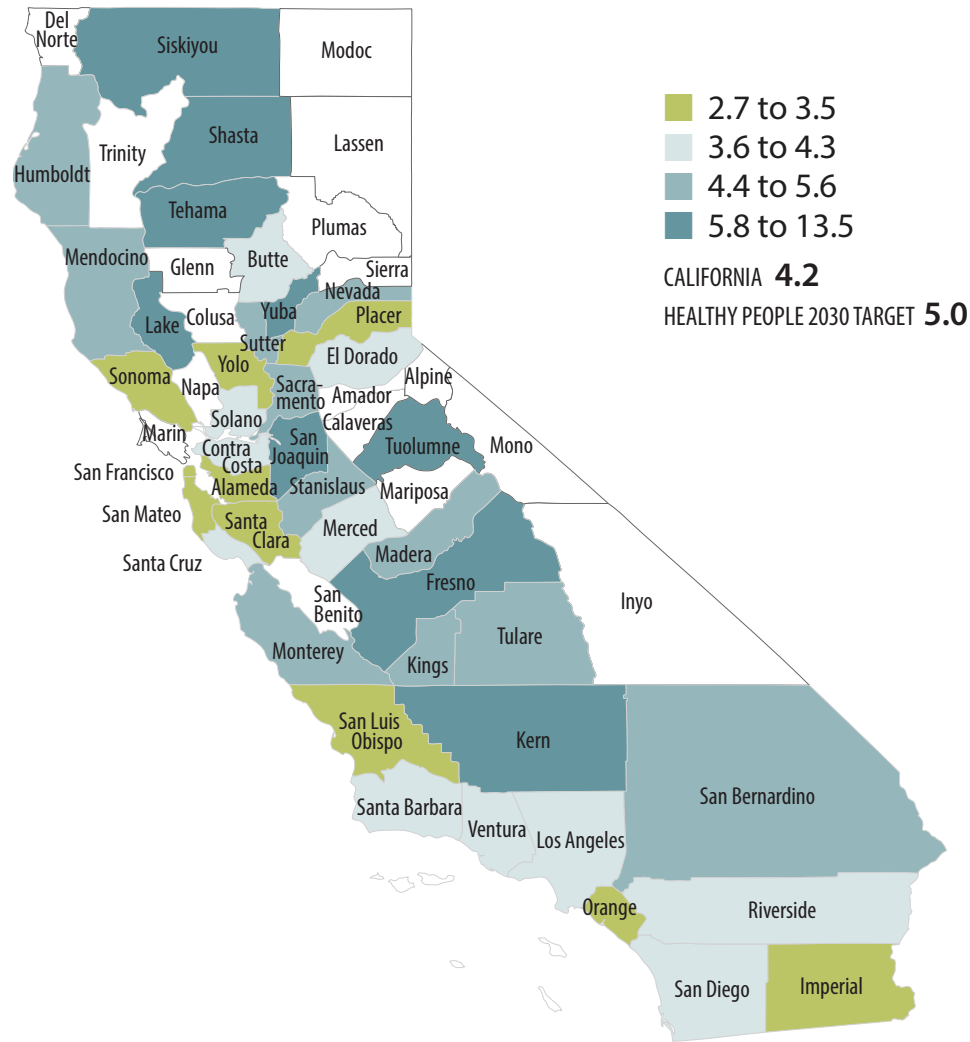 Del
Norte
Siskiyou
Modoc
Shasta
Lassen
Trinity
Humboldt
Tehama
Plumas
Mendocino
Glenn
Butte
Sierra
Nevada
Colusa
Yuba
Placer
Lake
Sutter
El Dorado
Yolo
Sonoma
Napa
Sacra-
mento
Alpine
Amador
Solano
Calaveras
Marin
Contra
Costa
San
Joaquin
Tuolumne
Mono
San Francisco
Alameda
Stanislaus
Mariposa
San Mateo
Santa
Clara
Merced
Santa Cruz
Madera
Fresno
San
Benito
Inyo
Monterey
Kings
Tulare
San Luis
Obispo
Kern
San Bernardino
Santa Barbara
Ventura
Los Angeles
Orange
Riverside
San Diego
Imperial
2.7 to 3.5
3.6 to 4.3
4.4 to 5.6
5.8 to 13.5
CALIFORNIA 4.2
HEALTHY PEOPLE 2030 TARGET 5.0